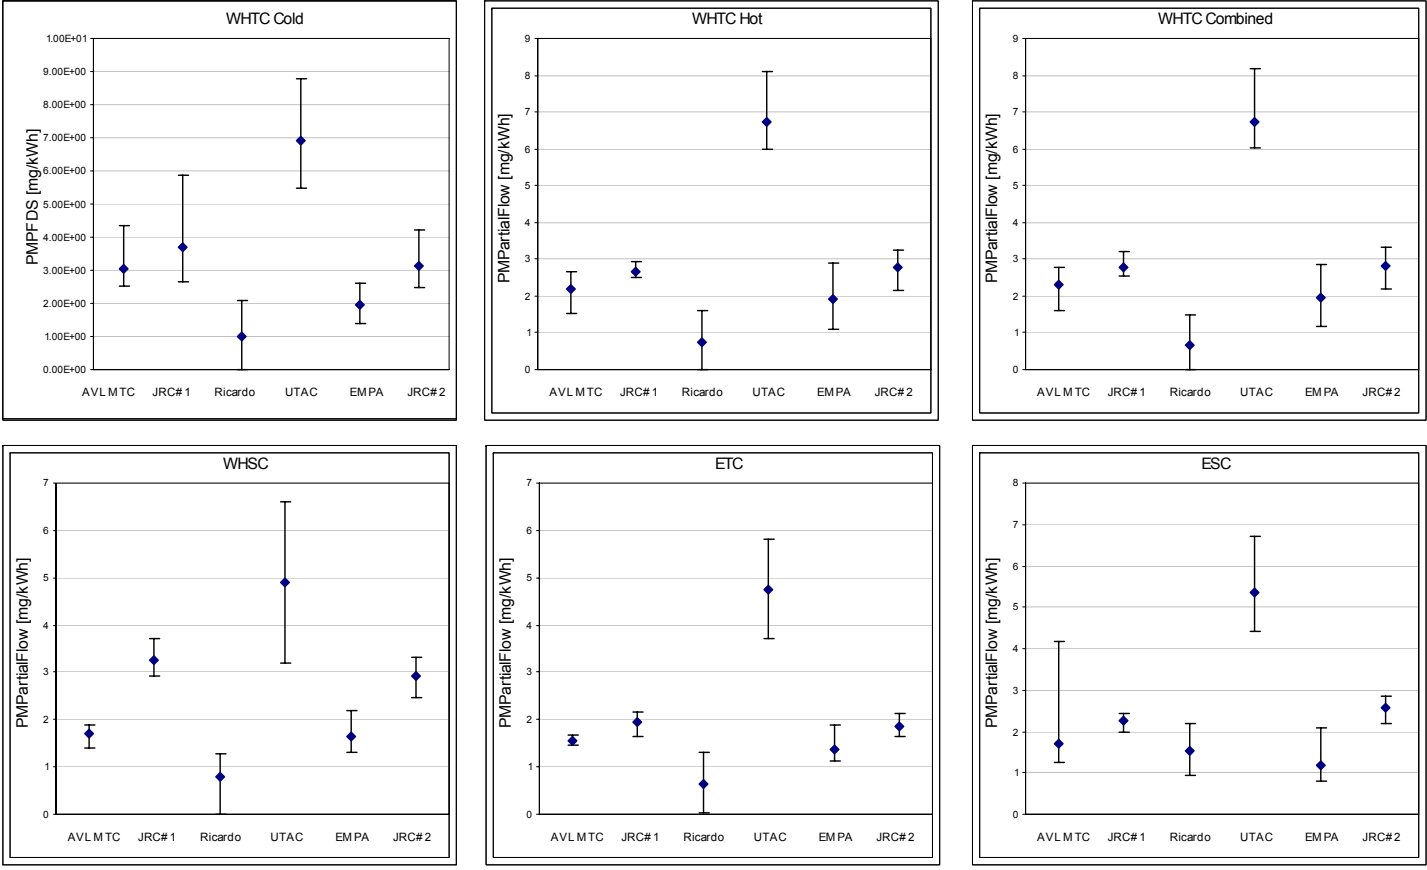 WHTC Cold
PMPFDS [mg/kWh]
1.00E+01
9.00E+00
8.00E+00
7.00E+00
6.00E+00
5.00E+00
4.00E+00
3.00E+00
2.00E+00
1.00E+00
0.00E+00
AVL MTC JRC#1 Ricardo UTAC EMPA JRC#2
WHTC Hot
PMPartialFlow [mg/kWh]
9
8
7
6
5
4
3
2
1
0
AVL MTC JRC#1 Ricardo UTAC EMPA JRC#2
WHTC Combined
PMPartialFlow [mg/kWh]
9
8
7
6
5
4
3
2
1
0
AVL MTC JRC#1 Ricardo UTAC EMPA JRC#2
WHSC
PMPartialFlow [mg/kWh]
7
6
5
4
3
2
1
0
AVL MTC JRC#1 Ricardo UTAC EMPA JRC#2
ETC
PMPartialFlow [mg/kWh]
7
6
5
4
3
2
1
0
AVL MTC JRC#1 Ricardo UTAC EMPA JRC#2
ESC
PMPartialFlow [mg/kWh]
8
7
6
5
4
3
2
1
0
AVL MTC JRC#1 Ricardo UTAC EMPA JRC#2